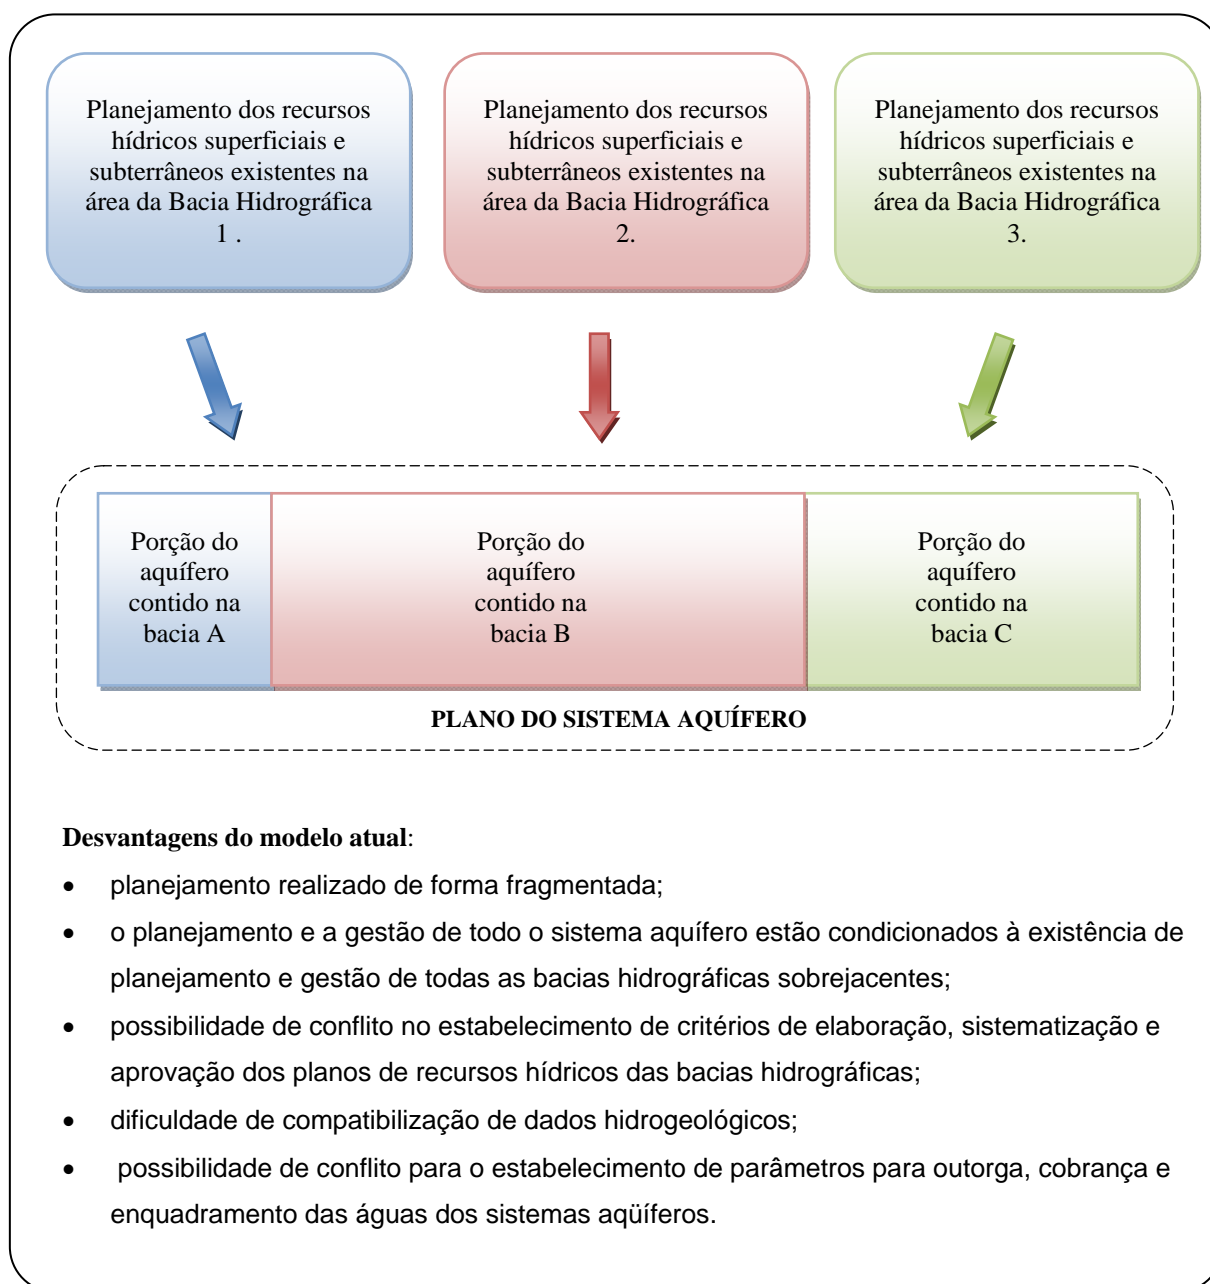 Planejamento dos recursos
hídricos superficiais e
subterrâneos existentes na
área da Bacia Hidrográfica
1 .
Planejamento dos recursos
hídricos superficiais e
subterrâneos existentes na
área da Bacia Hidrográfica
2.
Planejamento dos recursos
hídricos superficiais e
subterrâneos existentes na
área da Bacia Hidrográfica
3.
Porção do
aquífero
contido na
bacia A
Porção do
aquífero
contido na
bacia B
Porção do
aquífero
contido na
bacia C
PLANO DO SISTEMA AQUÍFERO
Desvantagens do modelo atual:
• planejamento realizado de forma fragmentada;
• o planejamento e a gestão de todo o sistema aquífero estão condicionados à existência de
planejamento e gestão de todas as bacias hidrográficas sobrejacentes;
• possibilidade de conflito no estabelecimento de critérios de elaboração, sistematização e
aprovação dos planos de recursos hídricos das bacias hidrográficas;
• dificuldade de compatibilização de dados hidrogeológicos;
• possibilidade de conflito para o estabelecimento de parâmetros para outorga, cobrança e
enquadramento das águas dos sistemas aqüíferos.